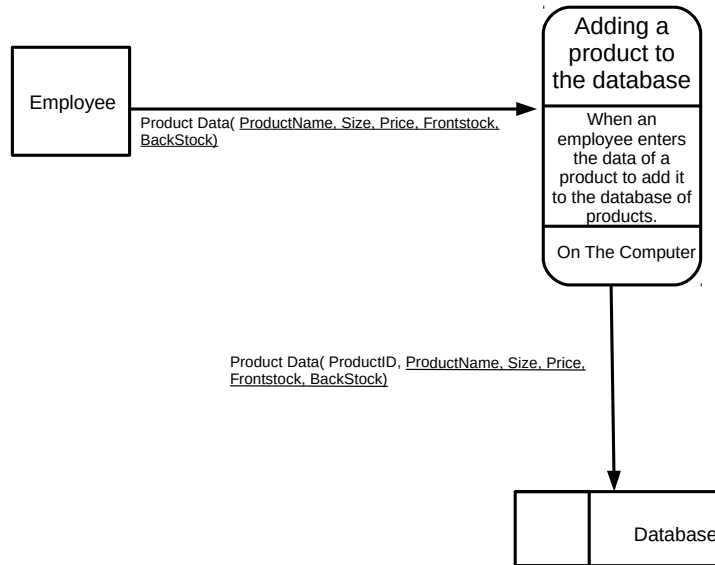 Adding a
product to
the database
Employee
Product Data( ProductName, Size, Price, Frontstock,
BackStock)
When an
employee enters
the data of a
product to add it
to the database of
products.
On The Computer
Product Data( ProductID, ProductName, Size, Price,
Frontstock, BackStock)
Database